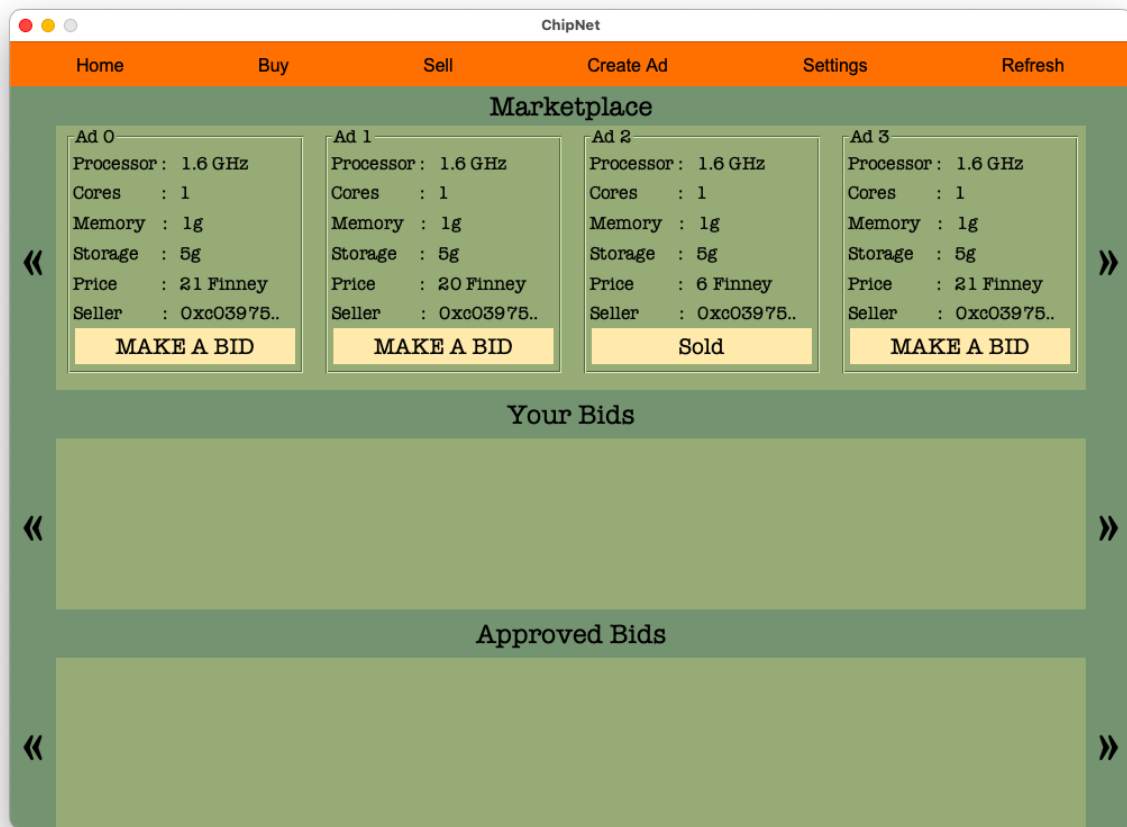 ChipNet
Home Buy Sell Create Ad Settings Refresh
Marketplace
Ad 0 Ad 1 Ad 2 Ad 3
Processor : 1.6 GHz Processor : 1.6 GHz Processor : 1.6 GHz Processor : 1.6 GHz
Cores : 1 Cores : 1 Cores : 1 Cores : 1
Memory : 1g Memory : 1g Memory : 1g Memory : 1g
« Storage : 5g Storage : 5g Storage : 5g Storage : 5g »
Price : 21 Finney Price : 20 Finney Price : 6 Finney Price : 21 Finney
Seller : 0xc03975.. Seller : 0xc03975.. Seller : 0xc03975.. Seller : 0xc03975..
MAKE A BID MAKE A BID Sold MAKE A BID
Your Bids
« »
Approved Bids
« »